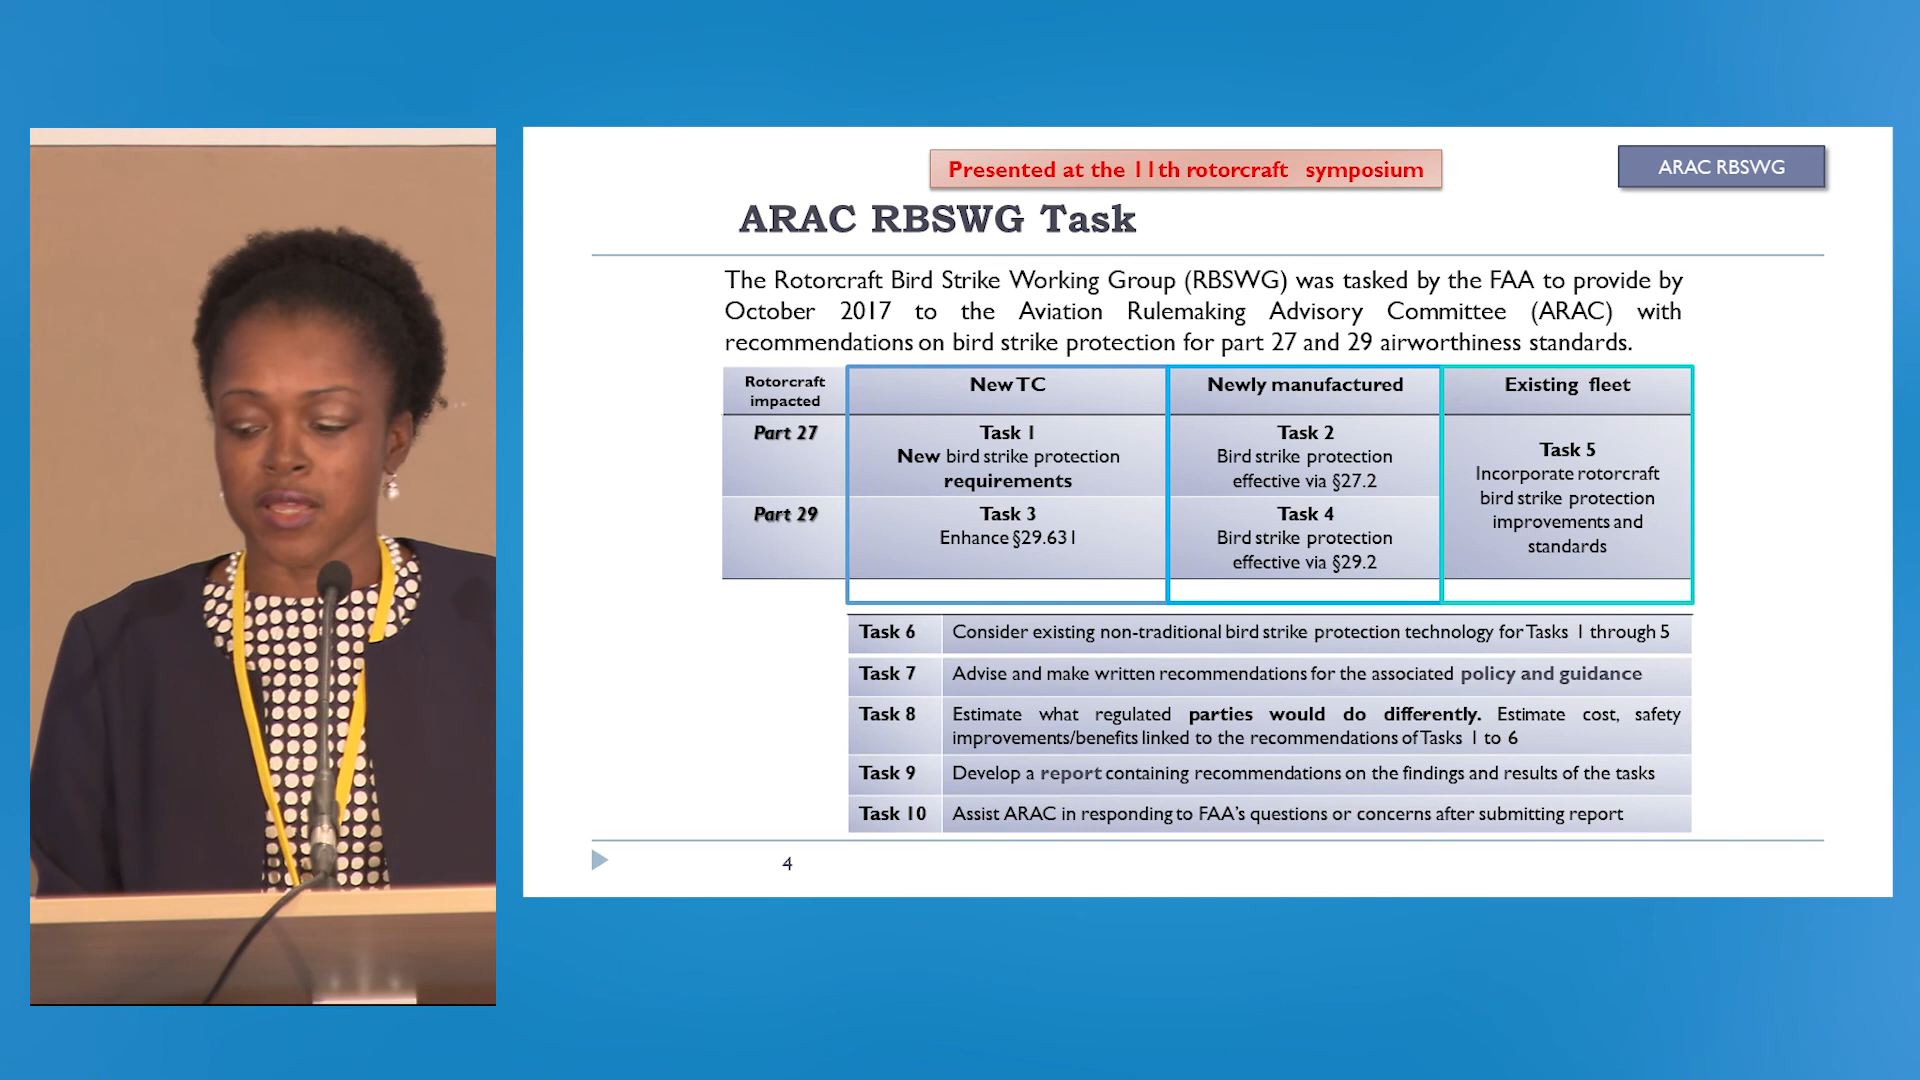 Presented at the 11th rotorcraft symposium
ARAC RBSWG
ARAC RBSWG Task
The Rotorcraft Bird Strike Working Group (RBSWG) was tasked by the FAA to provide by
October 2017 to the Aviation Rulemaking Advisory Committee (ARAC) with
recommendations on bird strike protection for part 27 and 29 airworthiness standards.
Rotorcraft
impacted
New TC
Newly manufactured
Existing fleet
Part 27
Task 1
New bird strike protection
requirements
Task 2
Bird strike protection
effective via §27.2
Task 5
Incorporate rotorcraft
bird strike protection
improvements and
standards
Part 29
Task 3
Enhance §29.631
Task 4
Bird strike protection
effective via §29.2
Task 6 Consider existing non-traditional bird strike protection technology for Tasks 1 through 5
Task 7 Advise and make written recommendations for the associated policy and guidance
Task 8 Estimate what regulated parties would do differently. Estimate cost, safety
improvements/benefits linked to the recommendations of Tasks 1 to 6
Task 9 Develop a report containing recommendations on the findings and results of the tasks
Task 10 Assist ARAC in responding to FAA's questions or concerns after submitting report
4